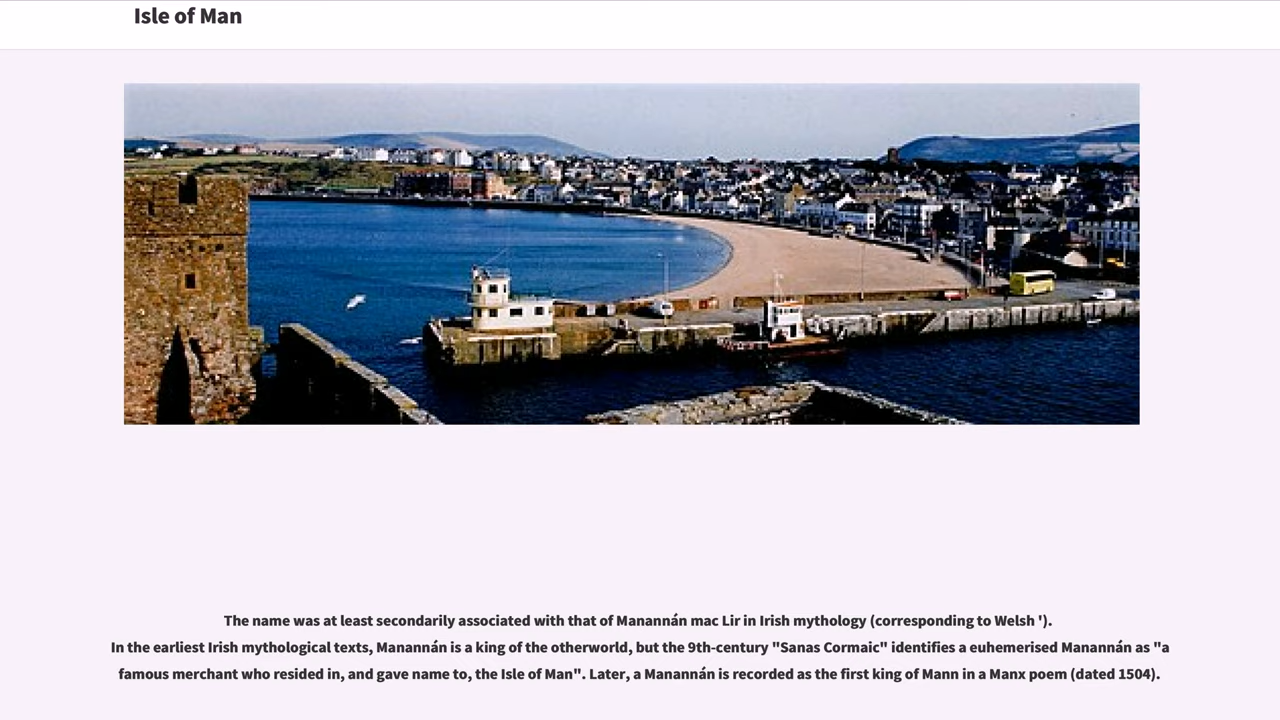 Isle of Man
The name was at least secondarily associated with that of Manannán mac Lir in Irish mythology (corresponding to Welsh ').
In the earliest Irish mythological texts, Manannán is a king of the otherworld, but the 9th-century "Sanas Cormaic" identifies a euhemerised Manannán as "a
famous merchant who resided in, and gave name to, the Isle of Man". Later, a Manannán is recorded as the first king of Mann in a Manx poem (dated 1504).